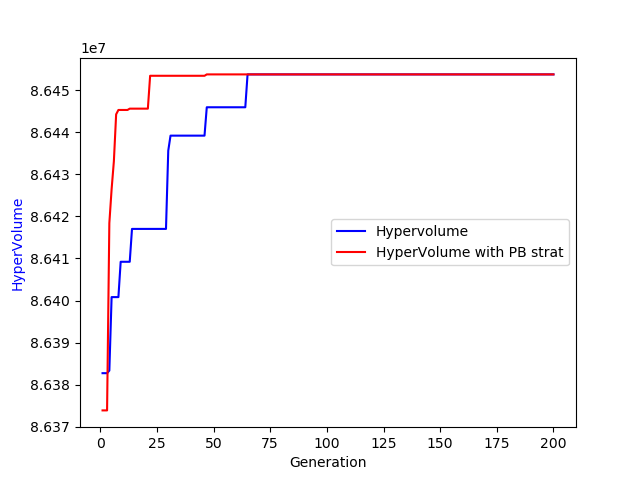 1e7
8.645
8.644
8.643
8.642
8.641
8.640
8.639
8.638
8.637
HyperVolume
Hypervolume
HyperVolume with PB strat
0 25 50 75 100 125 150 175 200
Generation